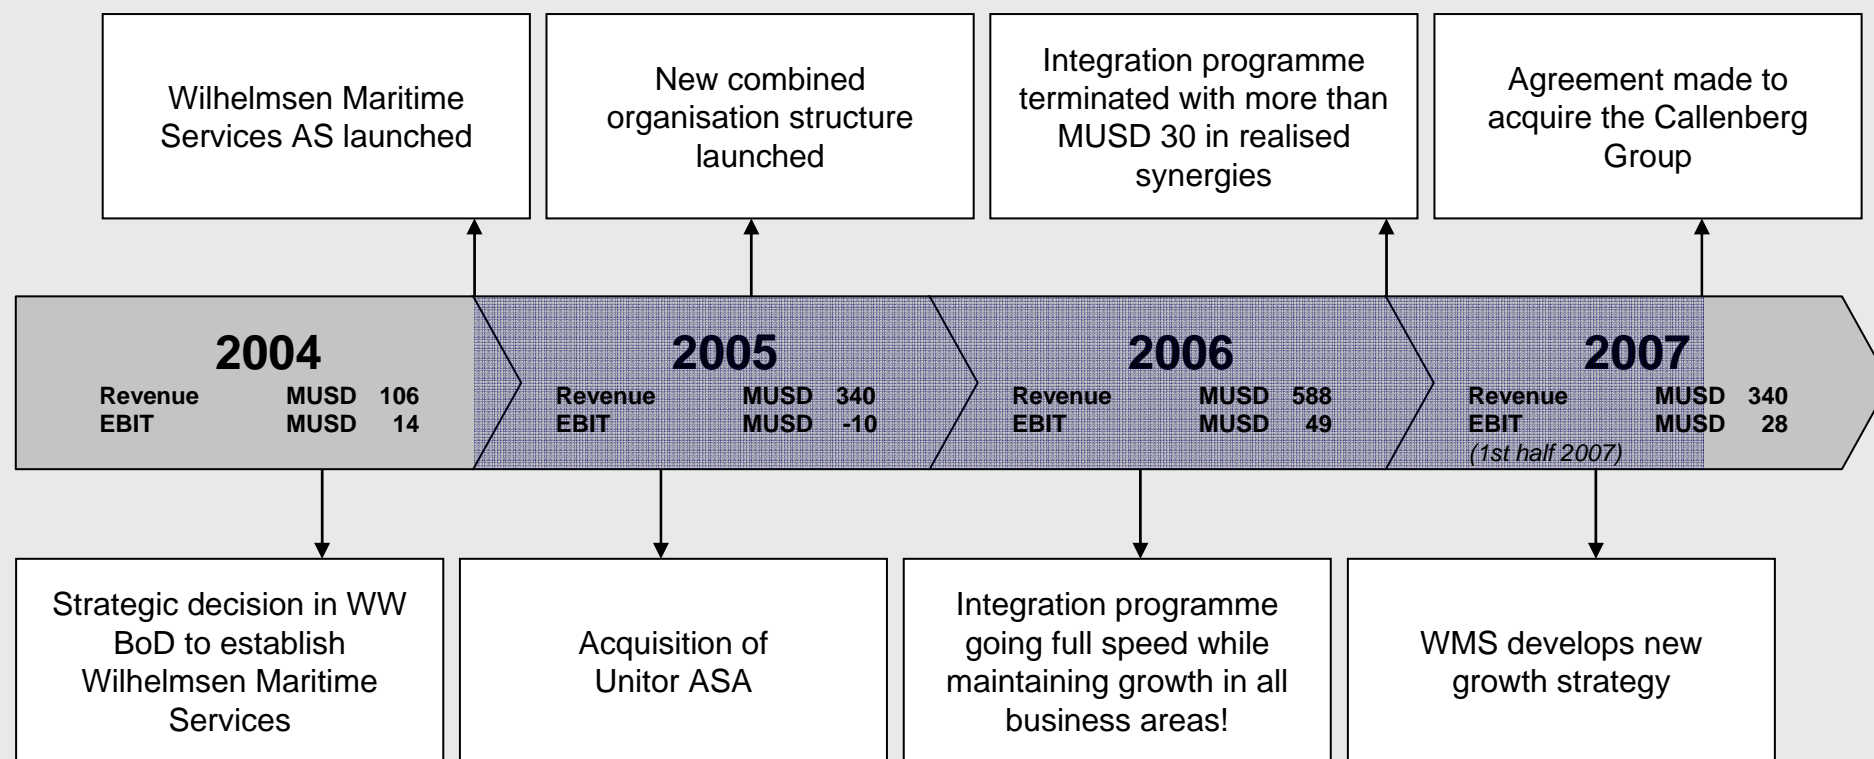 Wilhelmsen Maritime
Services AS launched
New combined
organisation structure
launched
Integration programme
terminated with more than
MUSD 30 in realised
synergies
Agreement made to
acquire the Callenberg
Group
2004
Revenue MUSD 106
EBIT MUSD 14
2005
Revenue MUSD 340
EBIT MUSD -10
2006
Revenue MUSD 588
EBIT MUSD 49
2007
Revenue MUSD 340
EBIT MUSD 28
(1st half 2007)
Strategic decision in WW
BoD to establish
Wilhelmsen Maritime
Services
Acquisition of
Unitor ASA
Integration programme
going full speed while
maintaining growth in all
business areas!
WMS develops new
growth strategy